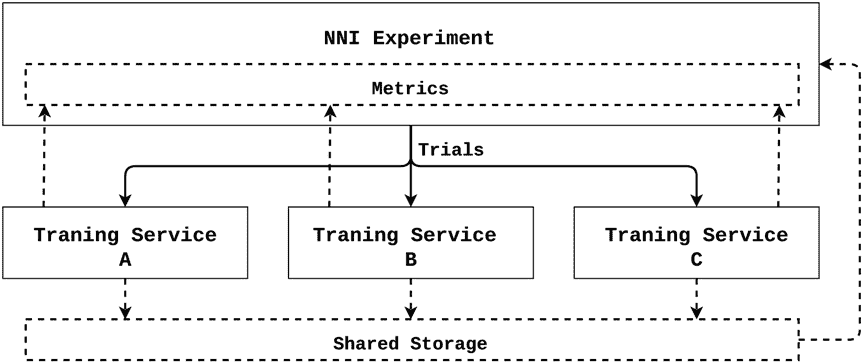 NNI Experiment
Metrics
Trials
Traning Service
A
Traning Service
B
Traning Service
C
Shared Storage